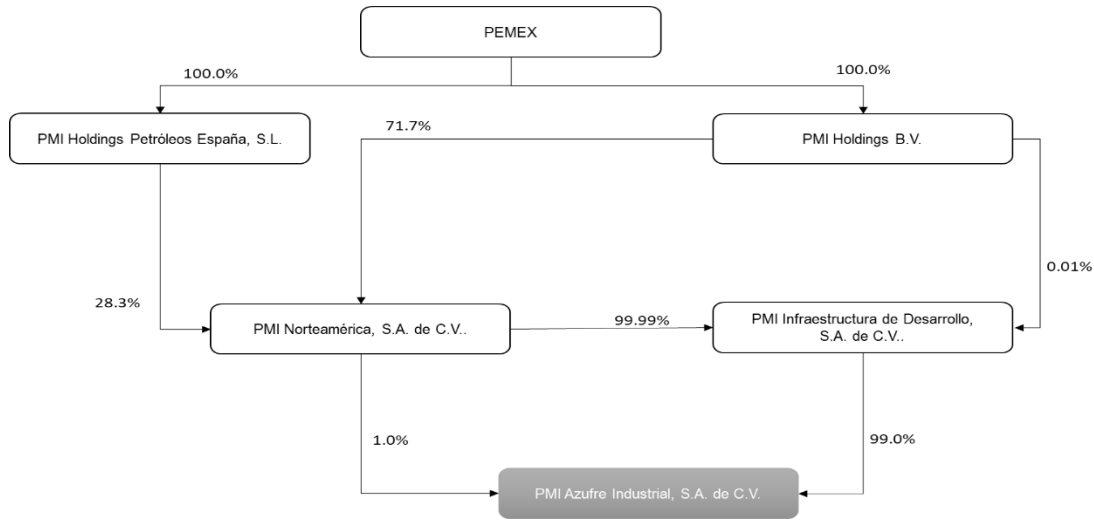 PEMEX
100.0%
100.0%
PMI Holdings Petróleos España, S.L.
71.7%
PMI Holdings B.V.
0.01%
28.3%
PMI Norteamérica, S.A. de C.V..
99.99%
PMI Infraestructura de Desarrollo,
S.A. de C.V..
1.0%
99.0%
PMI Azufre Industrial, S.A. de C.V.